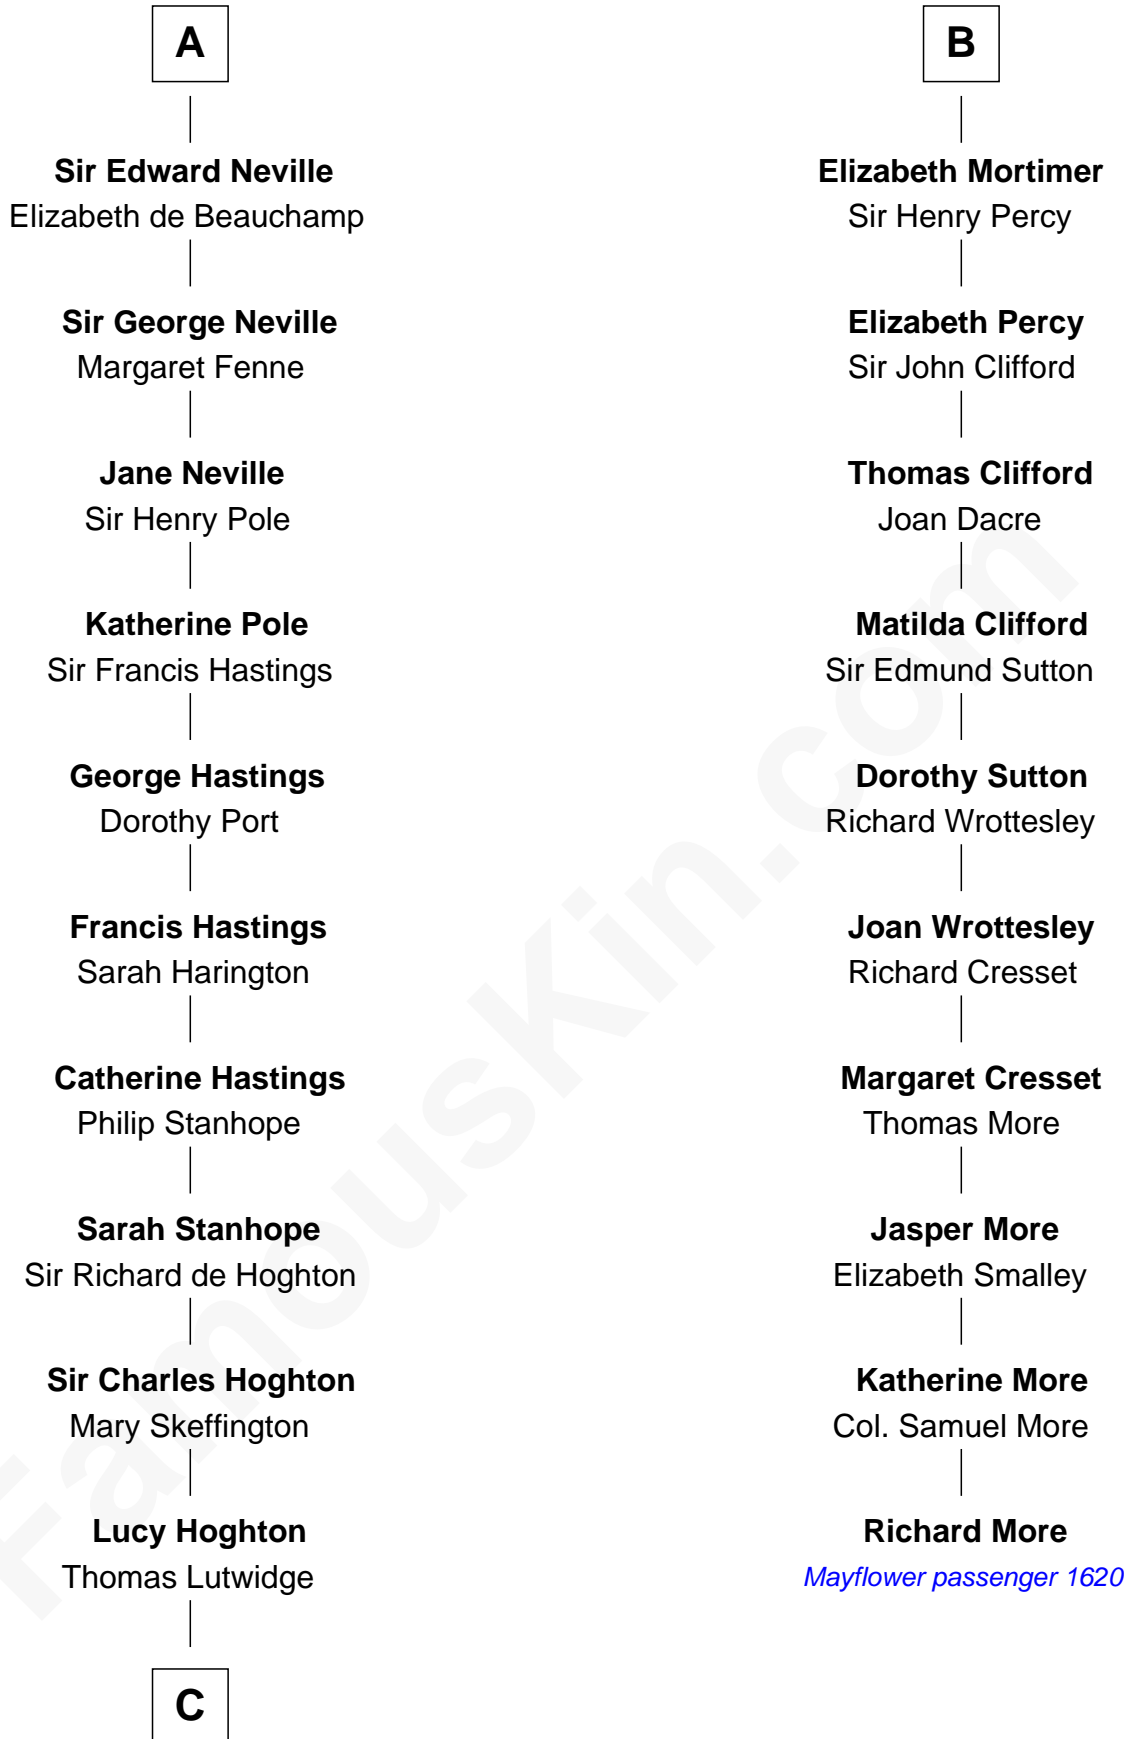 A
Sir Edward Neville
Elizabeth de Beauchamp
Sir George Neville
Margaret Fenne
Jane Neville
Sir Henry Pole
Katherine Pole
Sir Francis Hastings
George Hastings
Dorothy Port
Francis Hastings
Sarah Harington
Catherine Hastings
Philip Stanhope
Sarah Stanhope
Sir Richard de Hoghton
Sir Charles Hoghton
Mary Skeffington
Lucy Hoghton
Thomas Lutwidge
C
B
Elizabeth Mortimer
Sir Henry Percy
Elizabeth Percy
Sir John Clifford
Thomas Clifford
Joan Dacre
Matilda Clifford
Sir Edmund Sutton
Dorothy Sutton
Richard Wrottesley
Joan Wrottesley
Richard Cresset
Margaret Cresset
Thomas More
Jasper More
Elizabeth Smalley
Katherine More
Col. Samuel More
Richard More
Mayflower passenger 1620
FamousKin.com